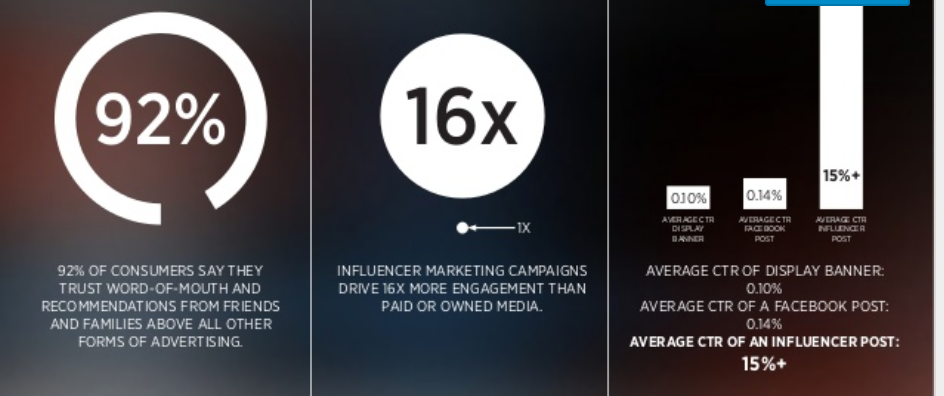 92%
92% OF CONSUMERS SAY THEY
TRUST WORD-OF-MOUTH AND
RECOMMENDATIONS FROM FRIENDS
AND FAMILIES ABOVE ALL OTHER
FORMS OF ADVERTISING.
16x
1X
INFLUENCER MARKETING CAMPAIGNS
DRIVE 16X MORE ENGAGEMENT THAN
PAID OR OWNED MEDIA.
0.10%
AVERAGE CTR
DISPLAY
BANNER
0.14%
AVERAGE CTR
FACEBOOK
POST
15%+
AVERAGE CTR
INFLUENCER
POST
AVERAGE CTR OF DISPLAY BANNER:
0.10%
AVERAGE CTR OF A FACEBOOK POST:
0.14%
AVERAGE CTR OF AN INFLUENCER POST:
15%+